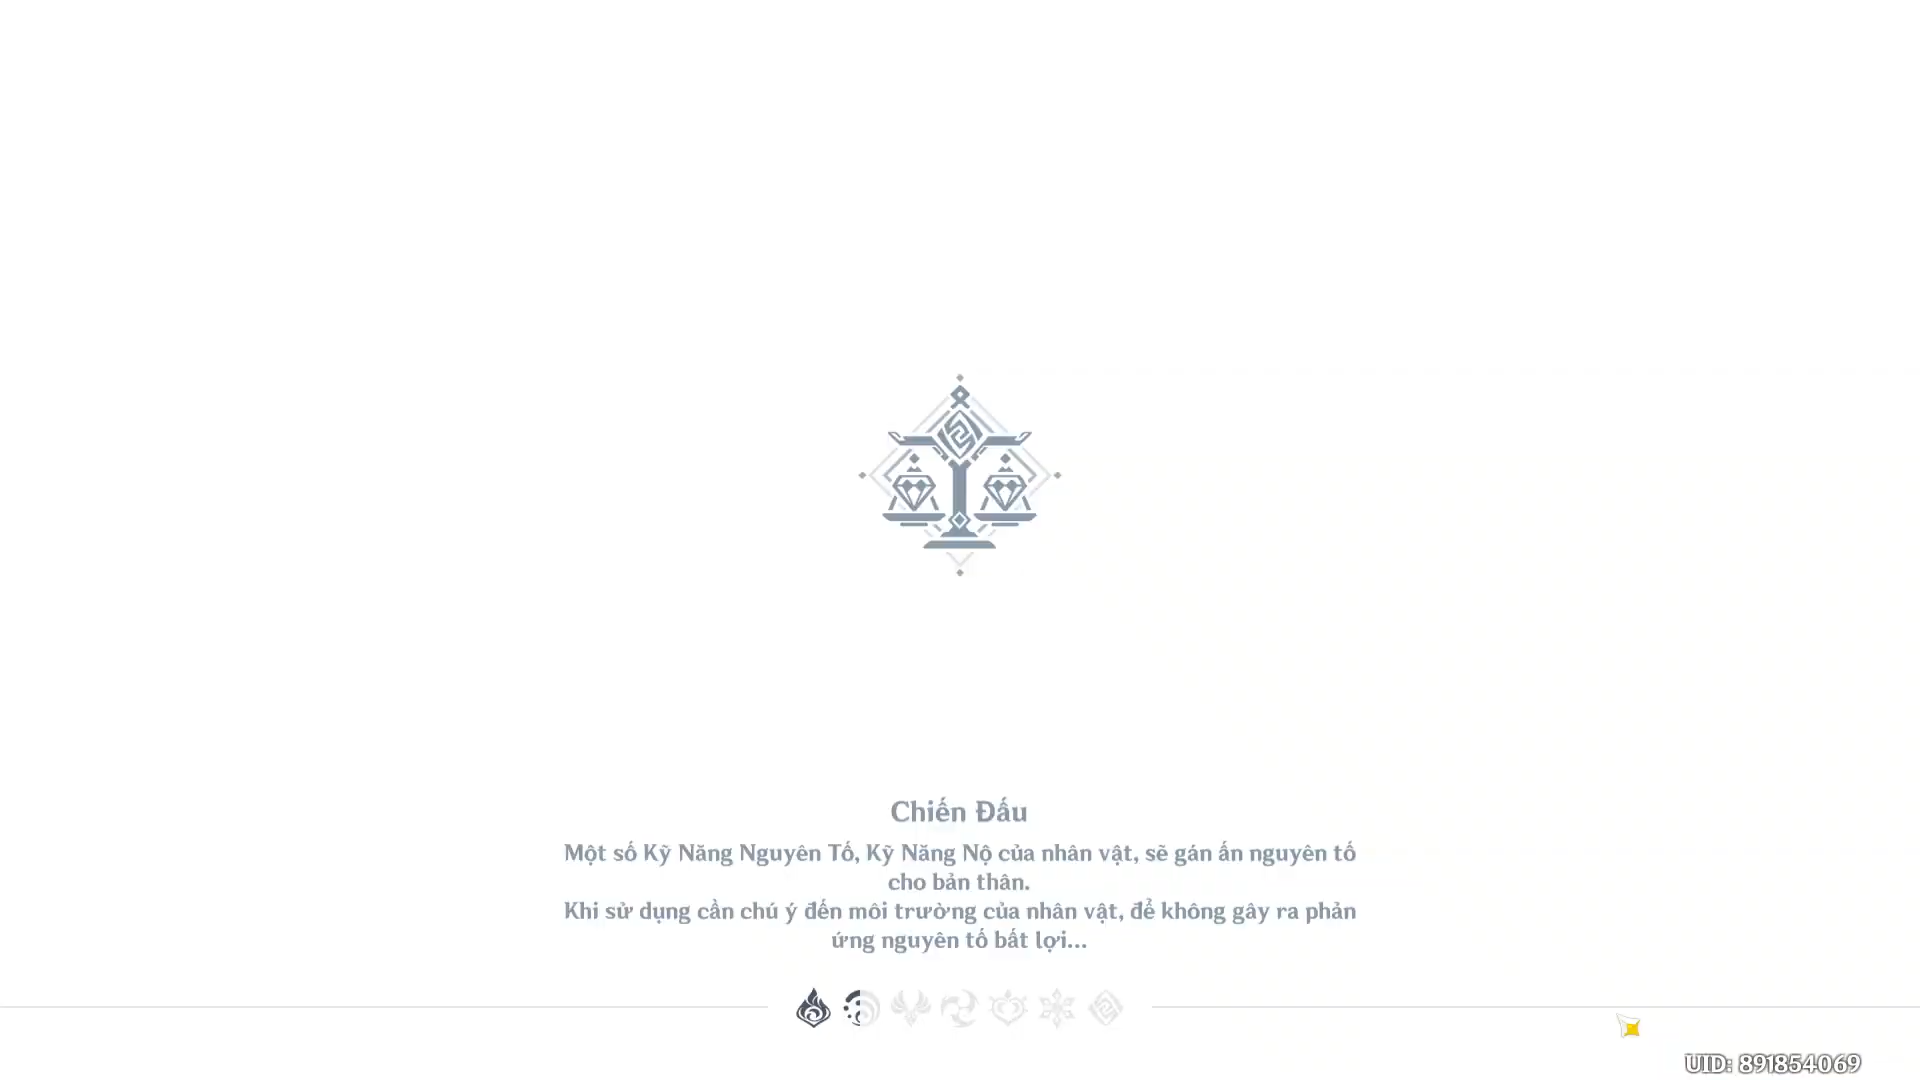 Chiến Đấu
Một số Kỹ Năng Nguyên Tố, Kỹ Năng Nộ của nhân vật, sẽ gán ấn nguyên tố
cho bản thân.
Khi sử dụng cần chú ý đến môi trường của nhân vật, để không gây ra phản
ứng nguyên tố bất lợi...
UID: 891854069